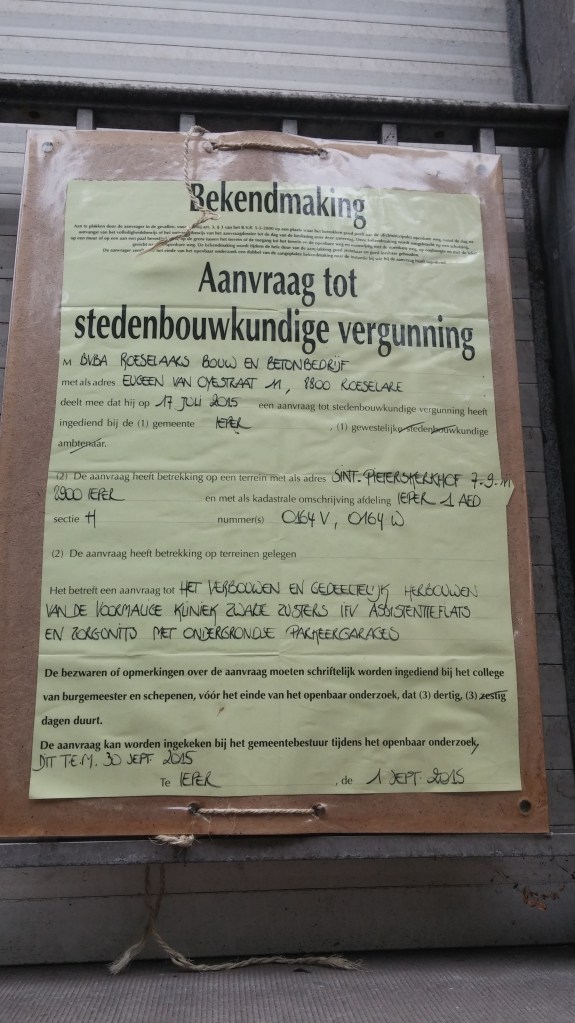 Bekendmaking
Aanvraag tot
stedenbouwkundige vergunning
M BVBA ROESELAARS BOUW EN BETONBEDRIJF
met als adres EUGEEN VAN OYESTRAAT 11, 8800 ROESELARE
deelt mee dat hij op 17 JULI 2015 een aanvraag tot stedenbouwkundige vergunning heeft
ingediend bij de (1) gemeente IEPER , (1) gewestelijke stedenbouwkundige
ambtenaar.
(2) De aanvraag heeft betrekking op een terrein met als adres SINT-PIETERSKERKHOF 7-9-11
8900 IEPER en met als kadastrale omschrijving afdeling IEPER 1 AED
sectie H nummer(s) 0164 V, 0164 W
(2) De aanvraag heeft betrekking op terreinen gelegen
Het betreft een aanvraag tot HET VERBOUWEN EN GEDEELTELIJK HERBOUWEN
VAN DE VOORMALIGE KLINIEK ZWARTE ZUSTERS IFV ASSISTENTIEFLATS
EN ZORGUNITS MET ONDERGRONDSE PARKEERGARAGES
De bezwaren of opmerkingen over de aanvraag moeten schriftelijk worden ingediend bij het college
van burgemeester en schepenen, vóór het einde van het openbaar onderzoek, dat (3) dertig, (3) zestig
dagen duurt.
De aanvraag kan worden ingekeken bij het gemeentebestuur tijdens het openbaar onderzoek,
DIT T.E.M. 30 SEPT. 2015
Te IEPER , de 1 SEPT. 2015